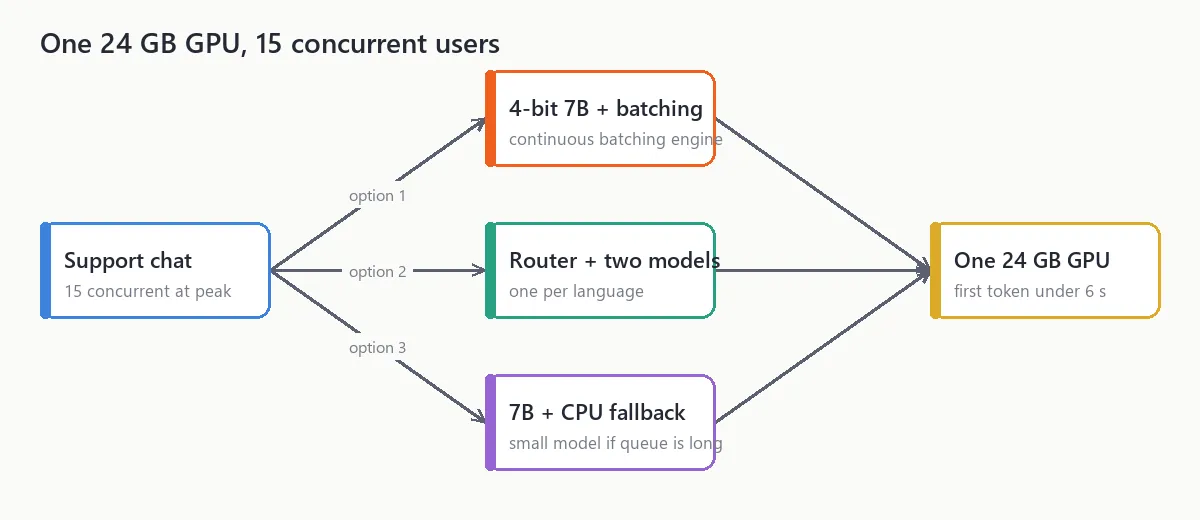 One 24 GB GPU, 15 concurrent users
4-bit 7B + batching
continuous batching engine
option 1
Support chat
15 concurrent at peak
option 2
Router + two models
one per language
One 24 GB GPU
first token under 6 s
option 3
7B + CPU fallback
small model if queue is long